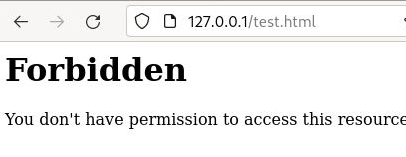 127.0.0.1/test.html
Forbidden
You don't have permission to access this resource